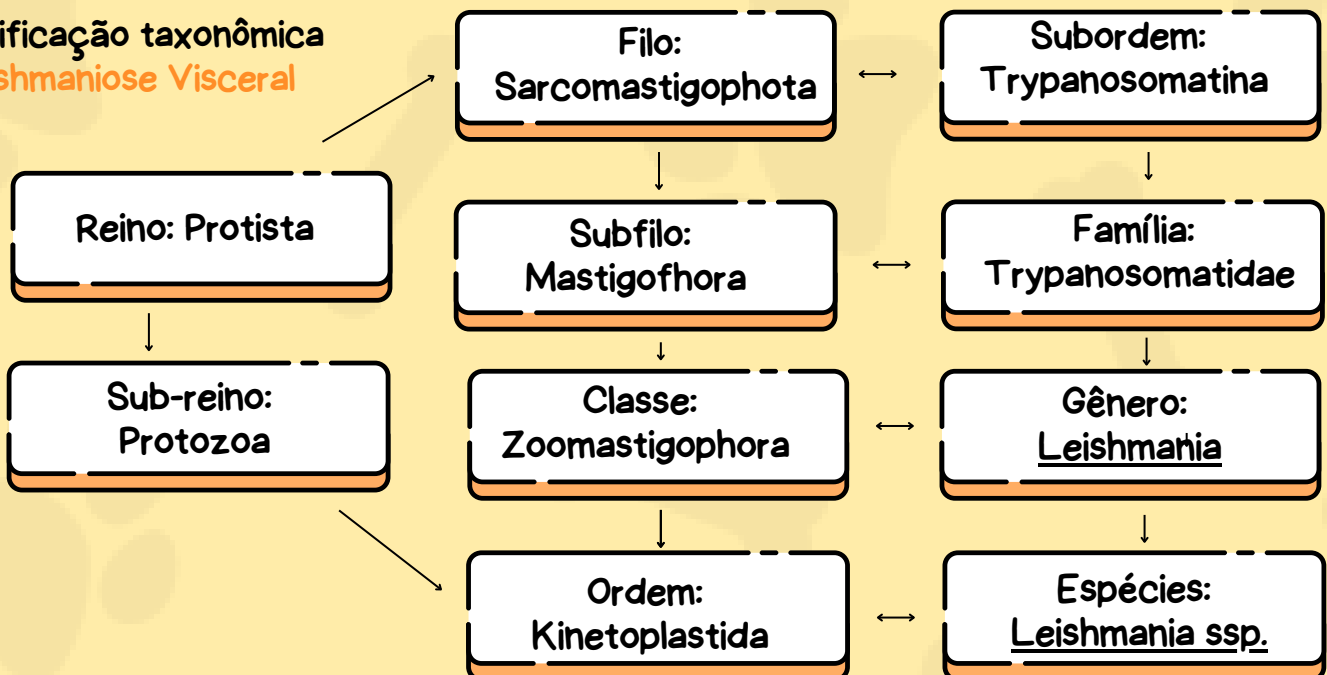 ificação taxonômica
shmaniose Visceral
Reino: Protista
Sub-reino:
Protozoa
Filo:
Sarcomastigophota
Subfilo:
Mastigofhora
Classe:
Zoomastigophora
Ordem:
Kinetoplastida
Subordem:
Trypanosomatina
Família:
Trypanosomatidae
Gênero:
Leishmania
Espécies:
Leishmania ssp.